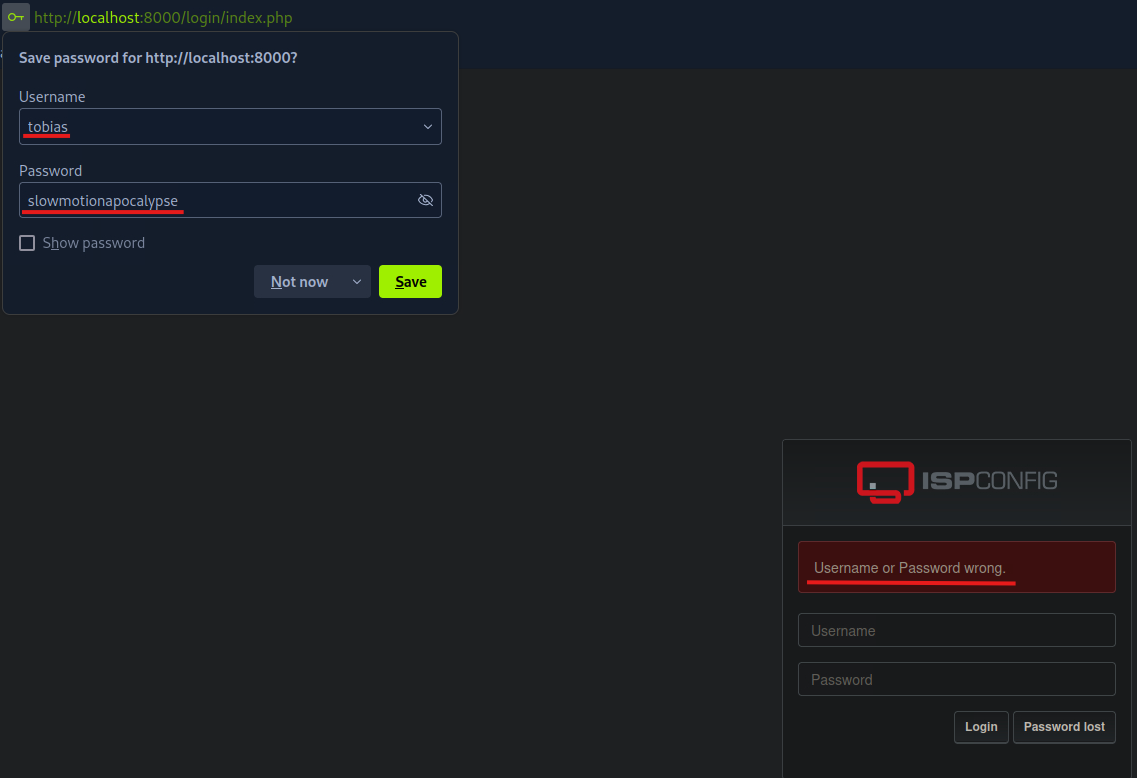 http://localhost:8000/login/index.php
Save password for http://localhost:8000?
Username
tobias
Password
slowmotionapocalypse
Show password
Not now
Save
ISPCONFIG
Username or Password wrong.
Username
Password
Login Password lost